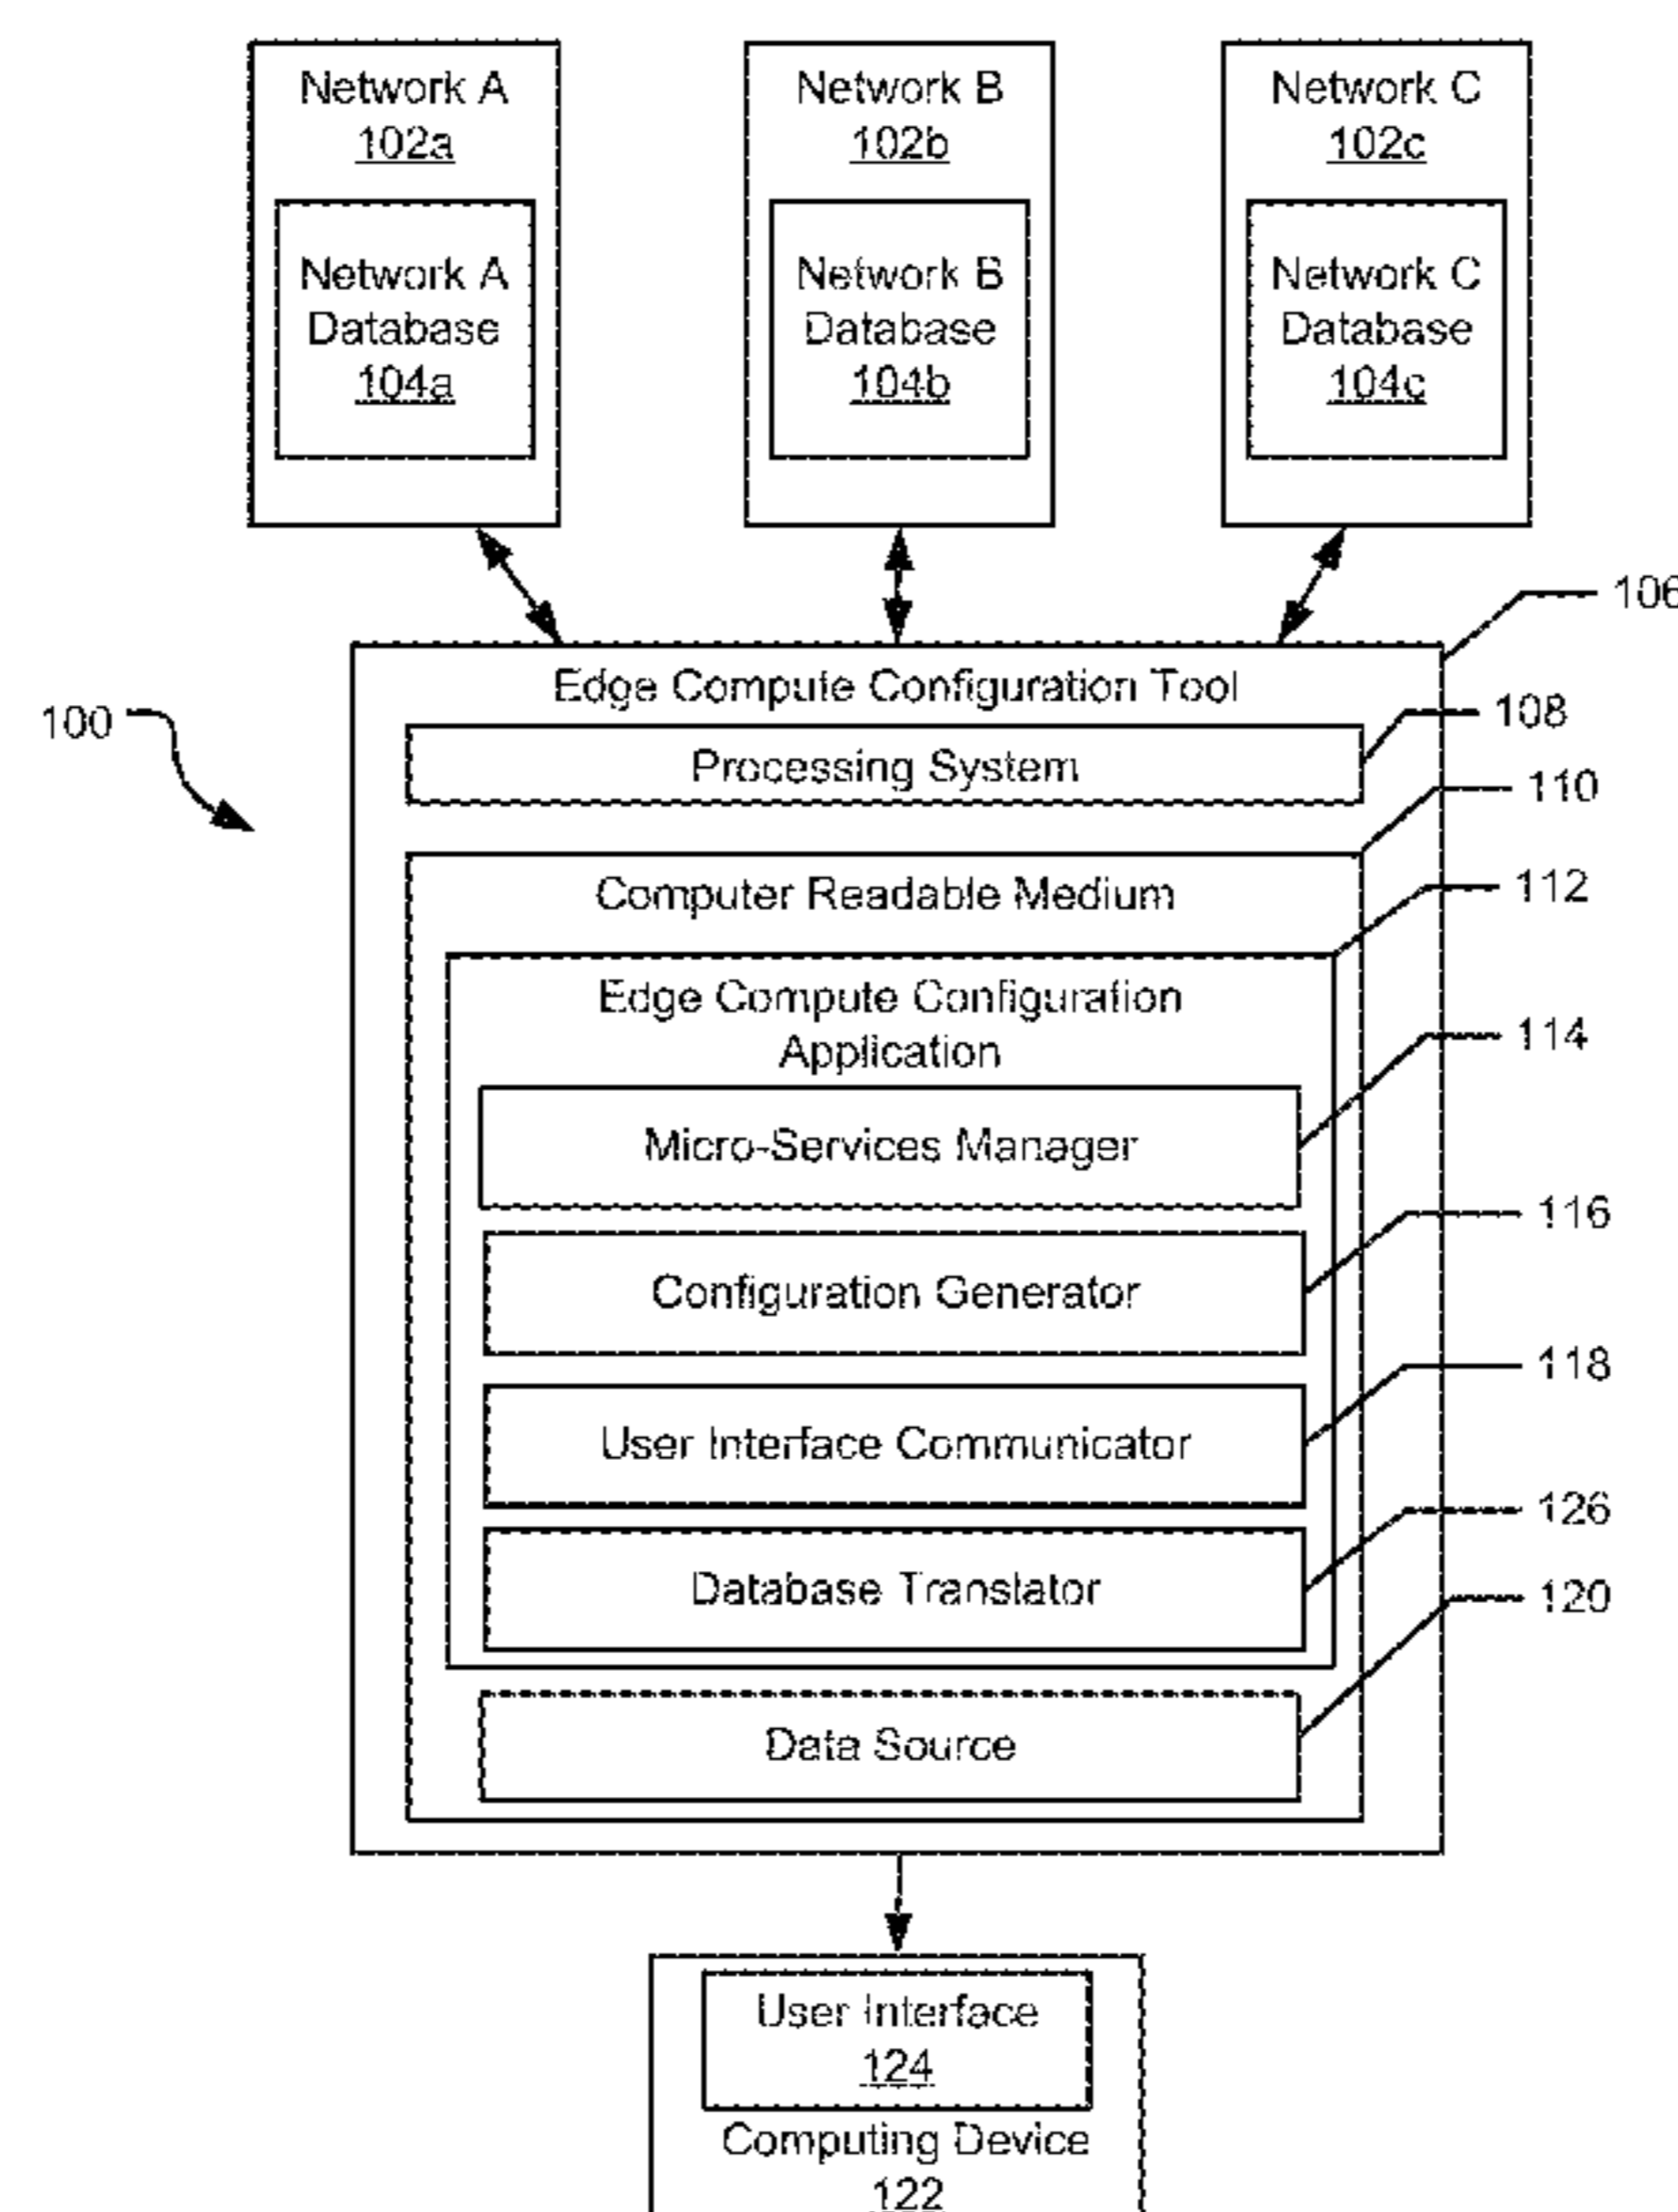 Network A
102a
Network A
Database
104a
Network B
102b
Network B
Database
104b
Network C
102c
Network C
Database
104c
106
100
Edge Compute Configuration Tool
108
Processing System
110
Computer Readable Medium
112
Edge Compute Configuration
Application
114
Micro-Services Manager
116
Configuration Generator
118
User Interface Communicator
126
Database Translator
120
Data Source
User Interface
124
Computing Device
122